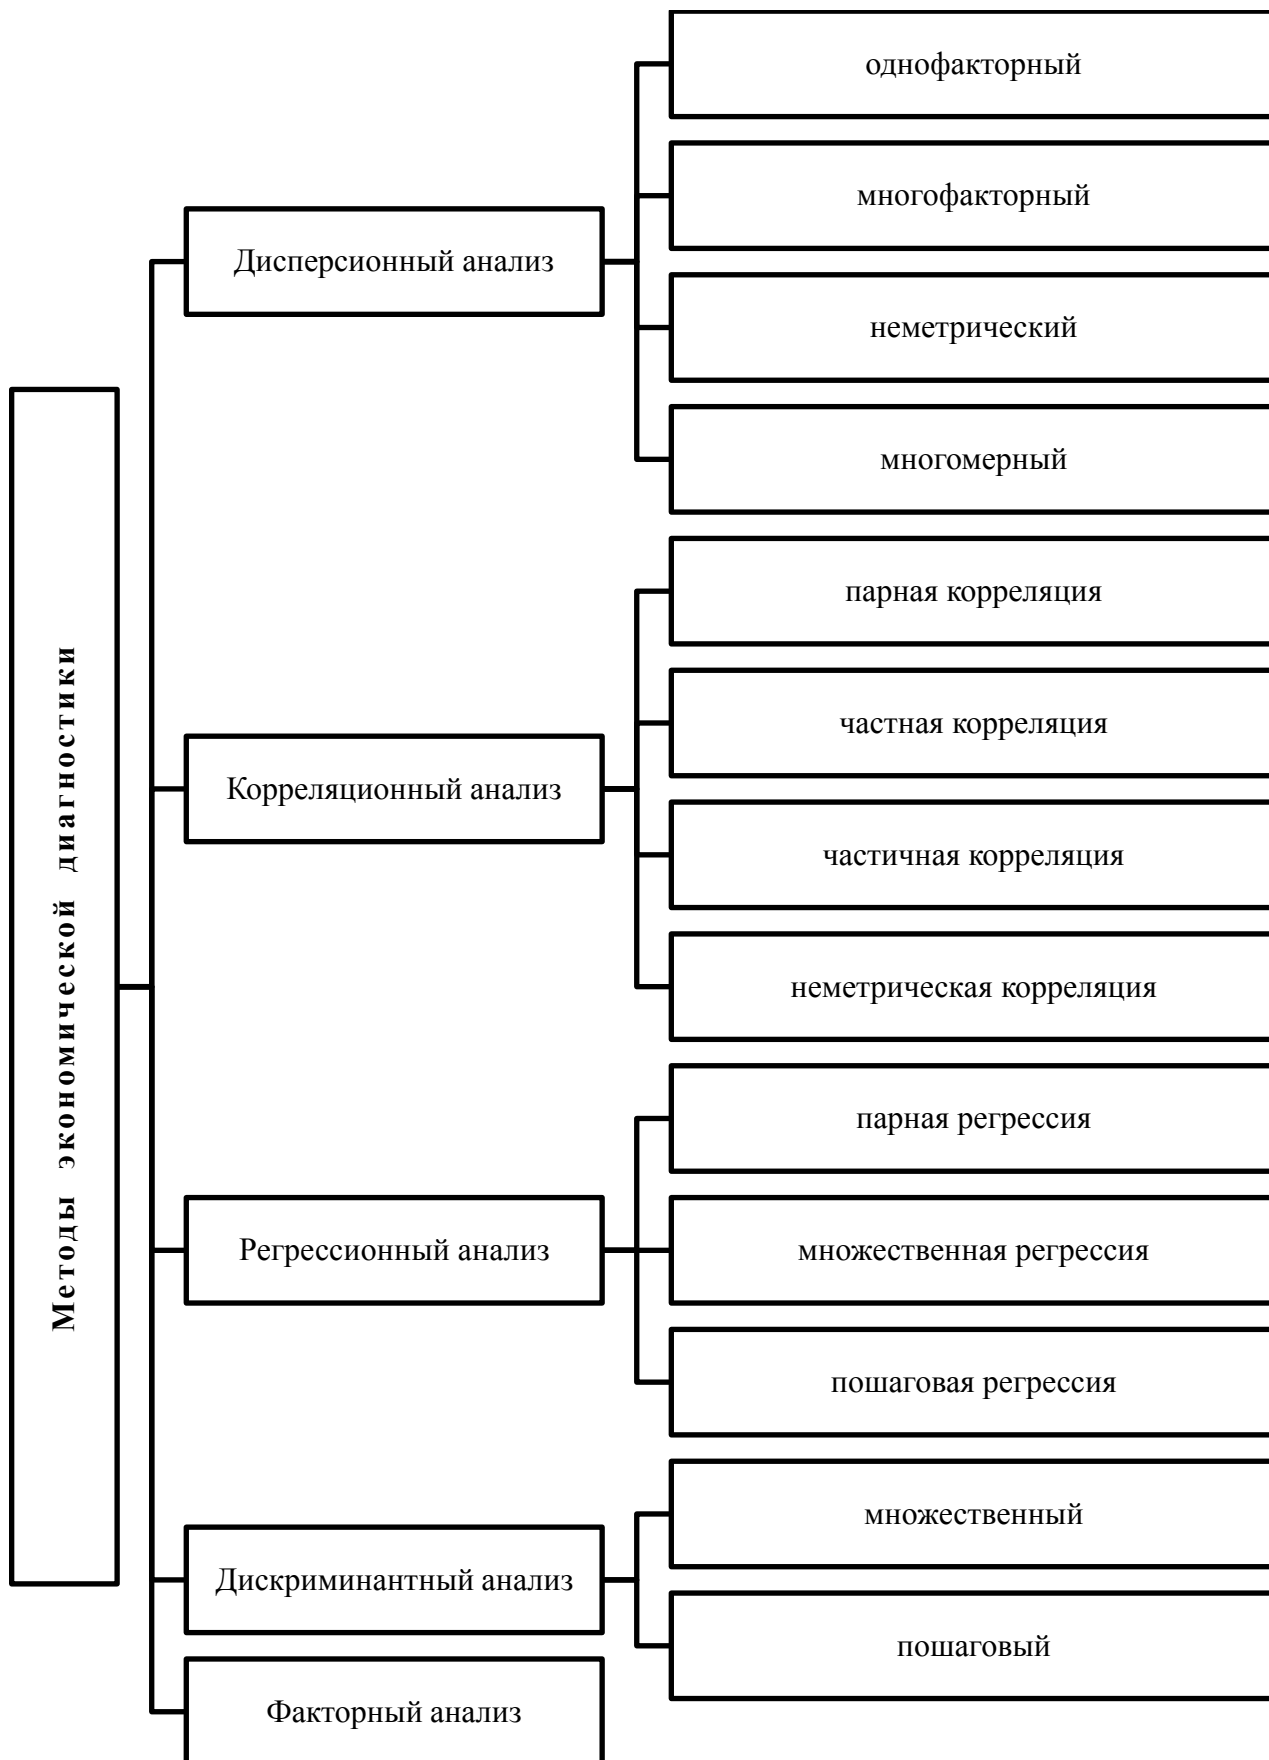 Методы экономической диагностики
Дисперсионный анализ
однофакторный
многофакторный
неметрический
многомерный
Корреляционный анализ
парная корреляция
частная корреляция
частичная корреляция
неметрическая корреляция
Регрессионный анализ
парная регрессия
множественная регрессия
пошаговая регрессия
Дискриминантный анализ
множественный
пошаговый
Факторный анализ